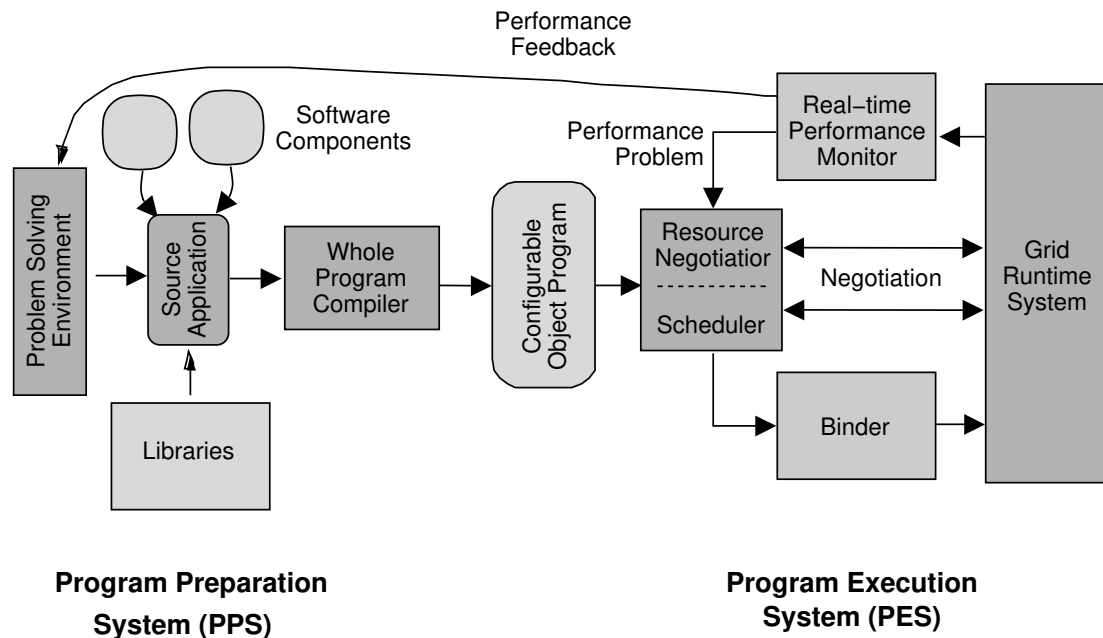 Performance
Feedback
Software
Components
Real−time
Performance
Monitor
Performance
Problem
Problem Solving
Environment
Source
Application
Whole
Program
Compiler
Configurable
Object Program
Resource
Negotiatior
Scheduler
Negotiation
Grid
Runtime
System
Libraries
Binder
Program Preparation
System (PPS)
Program Execution
System (PES)